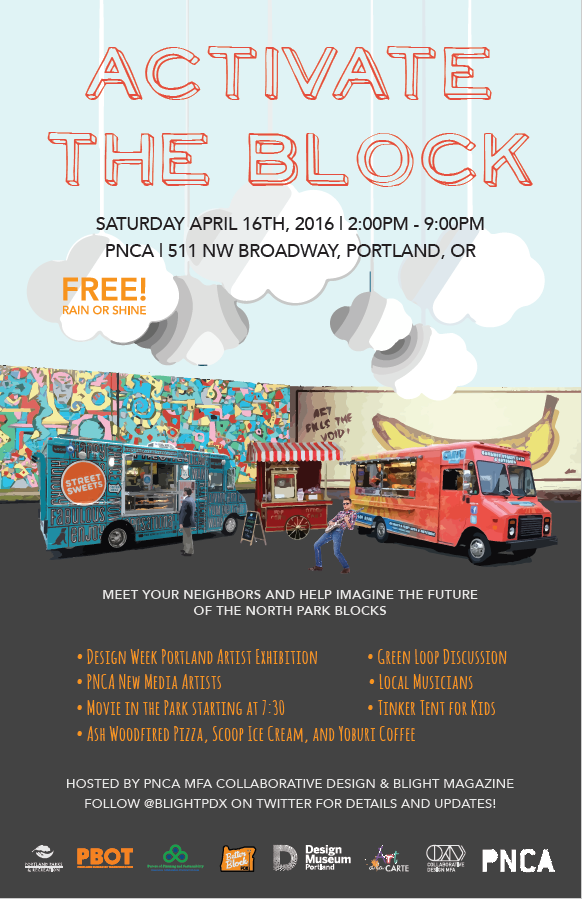 ACTIVATE
THE BLOCK
SATURDAY APRIL 16TH, 2016 | 2:00PM - 9:00PM
PNCA | 511 NW BROADWAY, PORTLAND, OR
FREE!
RAIN OR SHINE
ART
FILLS THE
VOID!
STREET
SWEETS
FABULOUS
ENJOY
MEET YOUR NEIGHBORS AND HELP IMAGINE THE FUTURE
OF THE NORTH PARK BLOCKS
• Design Week Portland Artist Exhibition
• PNCA New Media Artists
• Movie in the Park starting at 7:30
• Ash Woodfired Pizza, Scoop Ice Cream, and Yoburi Coffee
• Green Loop Discussion
• Local Musicians
• Tinker Tent for Kids
HOSTED BY PNCA MFA COLLABORATIVE DESIGN & BLIGHT MAGAZINE
FOLLOW @BLIGHTPDX ON TWITTER FOR DETAILS AND UPDATES!
PORTLAND PARKS
& RECREATION
PBOT
Better
Block
PDX
Design
Museum
Portland
Art
a la CARTE
COLLABORATIVE
DESIGN MFA
PNCA